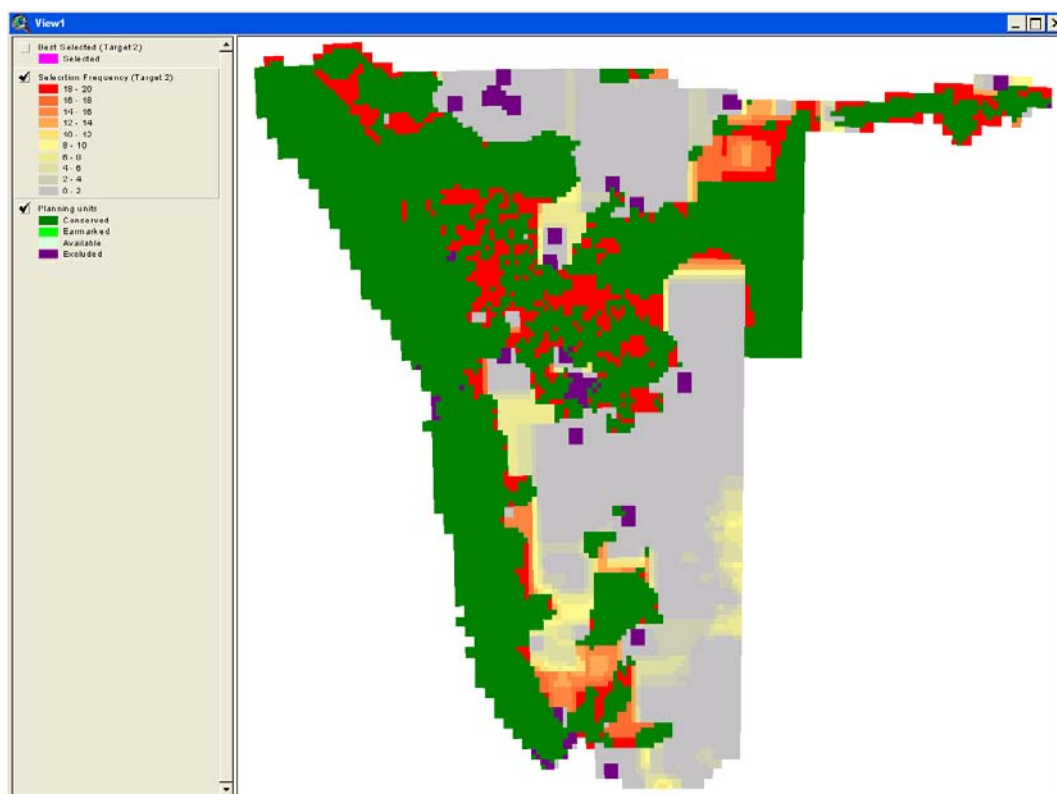 View1
Best Selected (Target 2)
Selected
Selection Frequency (Target 2)
18 - 20
16 - 18
14 - 16
12 - 14
10 - 12
8 - 10
6 - 8
4 - 6
2 - 4
0 - 2
Planning units
Conserved
Earmarked
Available
Excluded